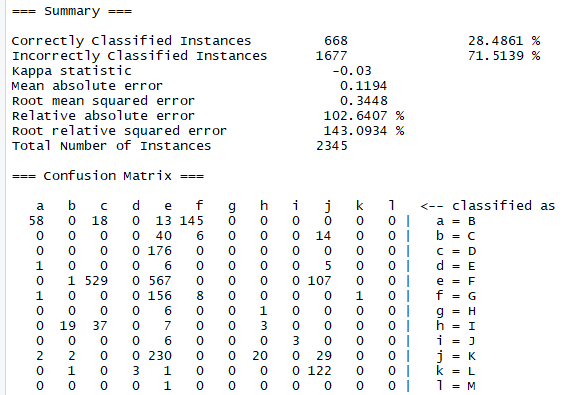 === Summary ===
Correctly Classified Instances 668 28.4861 %
Incorrectly Classified Instances 1677 71.5139 %
Kappa statistic -0.03
Mean absolute error 0.1194
Root mean squared error 0.3448
Relative absolute error 102.6407 %
Root relative squared error 143.0934 %
Total Number of Instances 2345
=== Confusion Matrix ===
a b c d e f g h i j k l <-- classified as
58 0 18 0 13 145 0 0 0 0 0 0 | a = B
0 0 0 0 40 6 0 0 0 14 0 0 | b = C
0 0 0 0 176 0 0 0 0 0 0 0 | c = D
1 0 0 0 6 0 0 0 0 5 0 0 | d = E
0 1 529 0 567 0 0 0 0 107 0 0 | e = F
1 0 0 0 156 8 0 0 0 0 1 0 | f = G
0 0 0 0 6 0 0 1 0 0 0 0 | g = H
0 19 37 0 7 0 0 3 0 0 0 0 | h = I
0 0 0 0 6 0 0 0 3 0 0 0 | i = J
2 2 0 0 230 0 0 20 0 29 0 0 | j = K
0 1 0 3 1 0 0 0 0 122 0 0 | k = L
0 0 0 0 1 0 0 0 0 0 0 0 | l = M